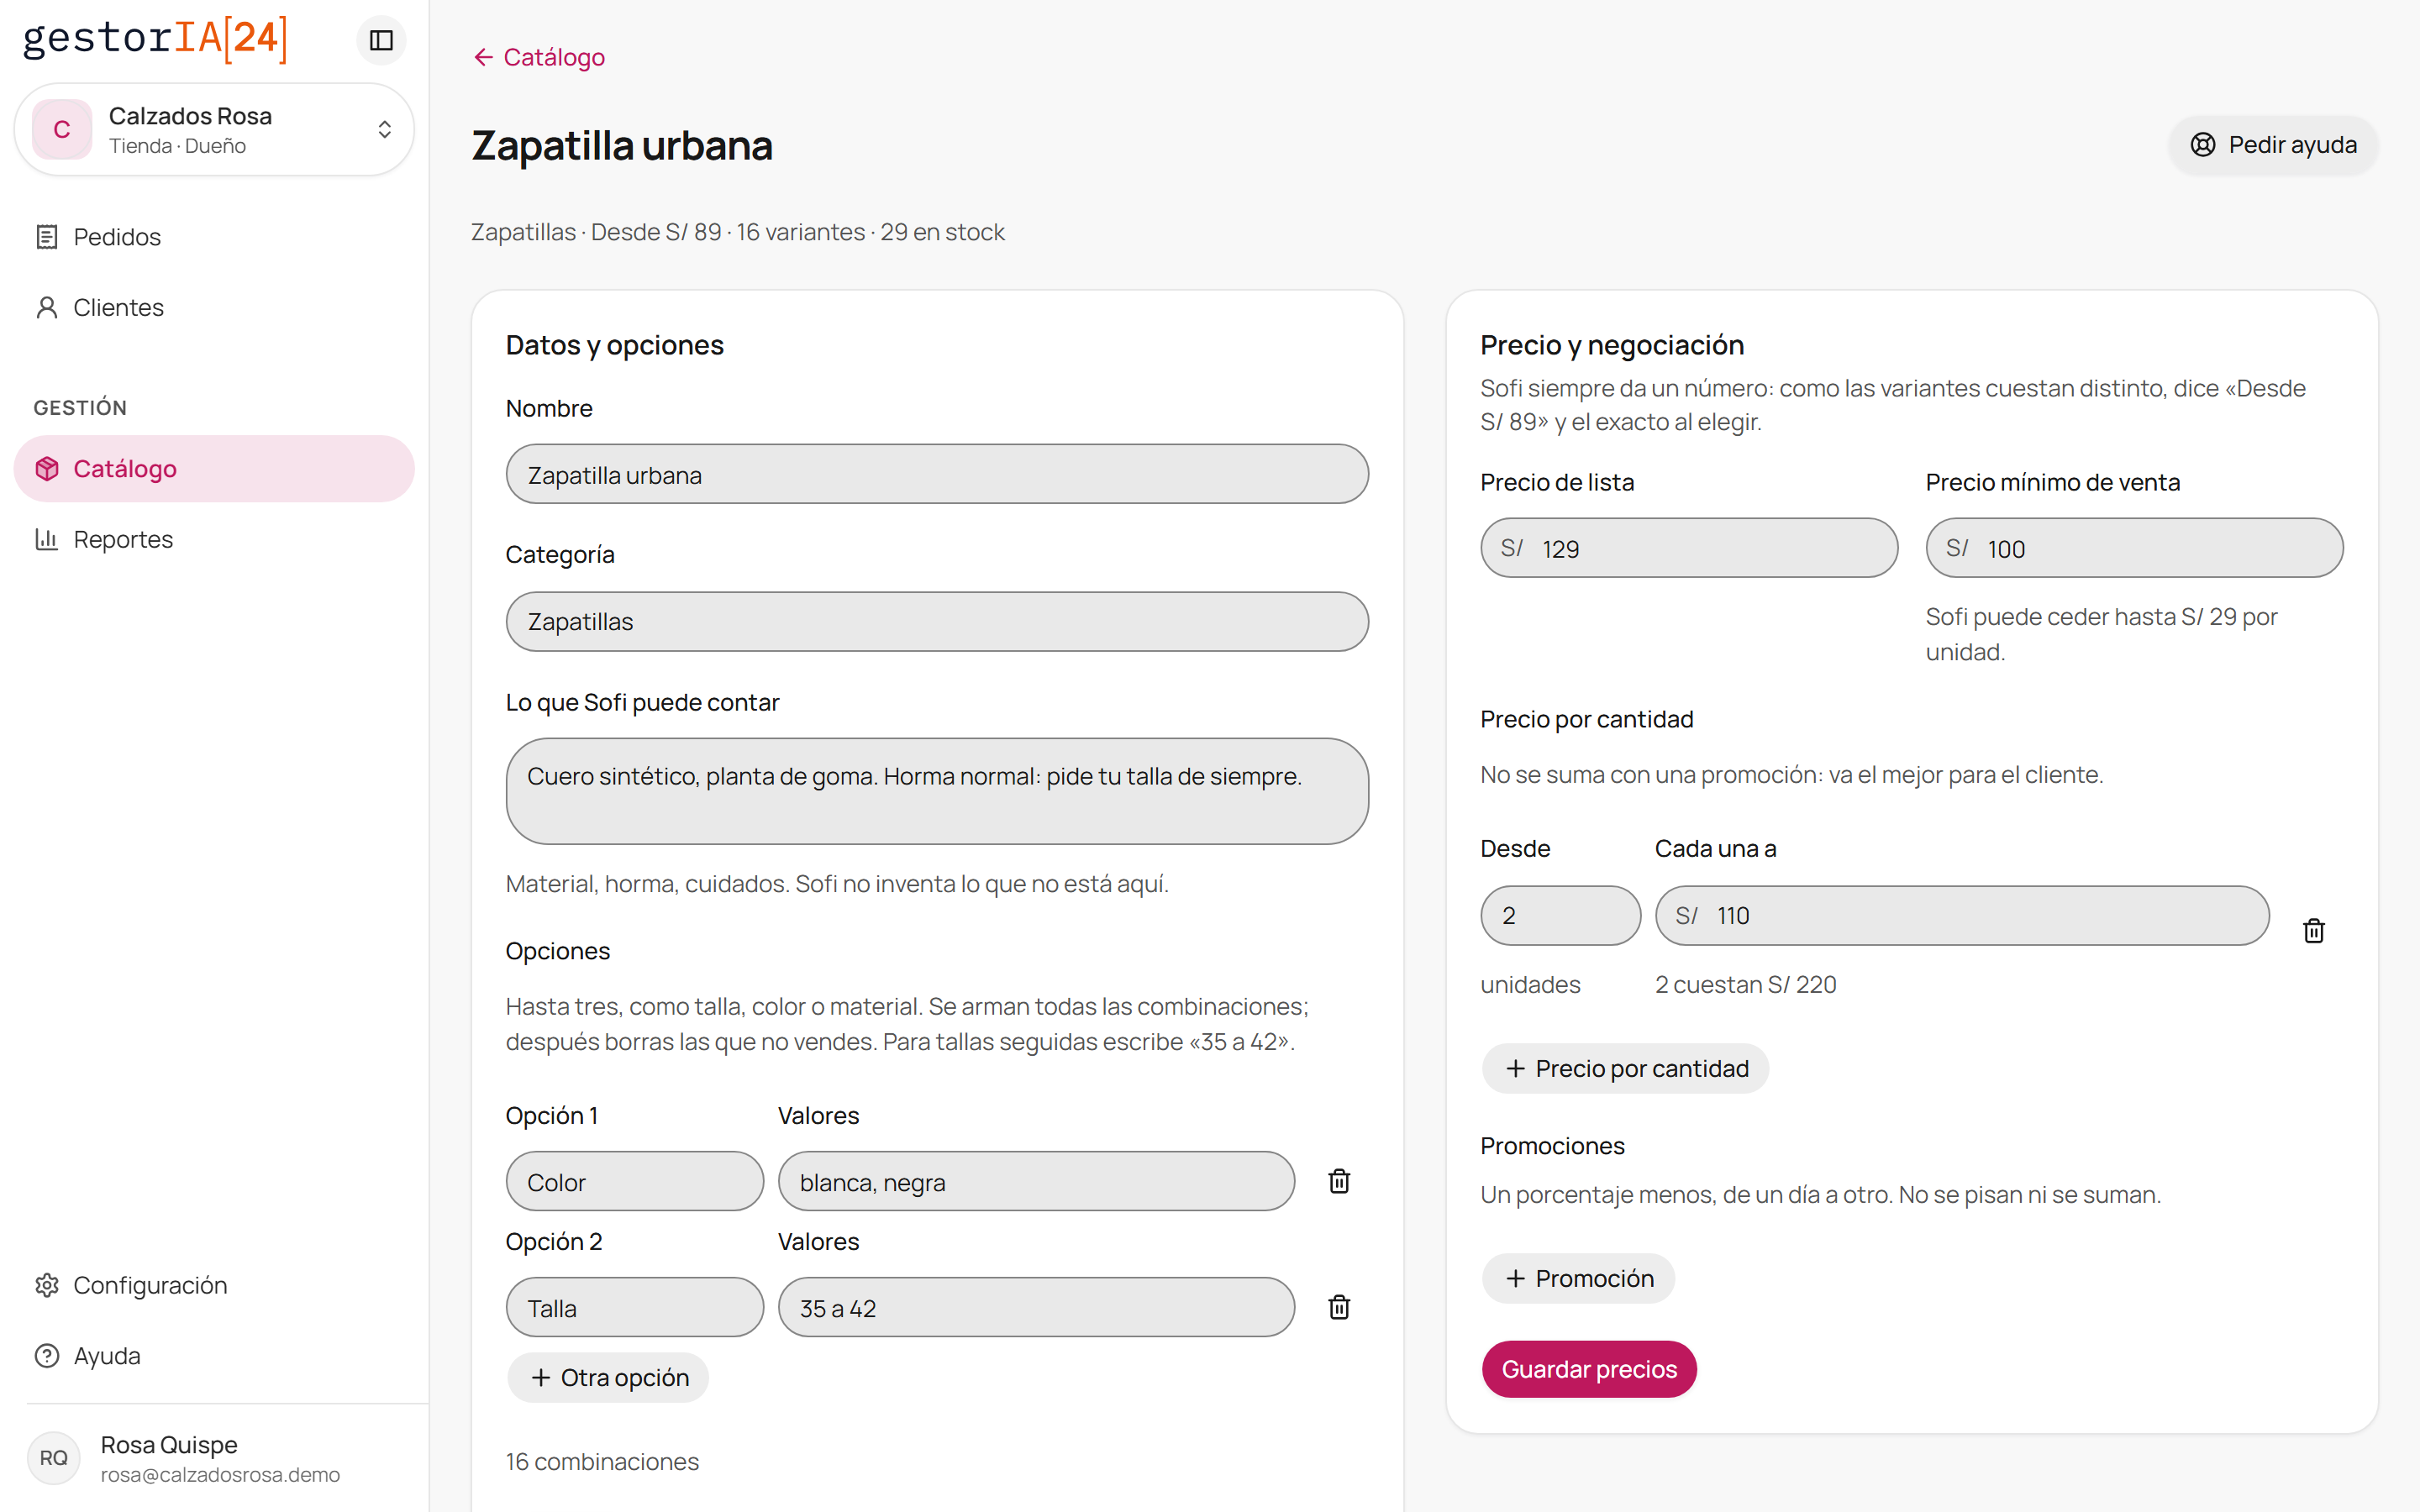 gestorIA[24]
C
Calzados Rosa
Tienda · Dueño
Pedidos
Clientes
GESTIÓN
Catálogo
Reportes
Configuración
Ayuda
RQ
Rosa Quispe
rosa@calzadosrosa.demo
← Catálogo
Zapatilla urbana
Pedir ayuda
Zapatillas · Desde S/ 89 · 16 variantes · 29 en stock
Datos y opciones
Nombre
Zapatilla urbana
Categoría
Zapatillas
Lo que Sofi puede contar
Cuero sintético, planta de goma. Horma normal: pide tu talla de siempre.
Material, horma, cuidados. Sofi no inventa lo que no está aquí.
Opciones
Hasta tres, como talla, color o material. Se arman todas las combinaciones;
después borras las que no vendes. Para tallas seguidas escribe «35 a 42».
Opción 1 Valores
Color blanca, negra
Opción 2 Valores
Talla 35 a 42
+ Otra opción
16 combinaciones
Precio y negociación
Sofi siempre da un número: como las variantes cuestan distinto, dice «Desde
S/ 89» y el exacto al elegir.
Precio de lista Precio mínimo de venta
S/ 129 S/ 100
Sofi puede ceder hasta S/ 29 por
unidad.
Precio por cantidad
No se suma con una promoción: va el mejor para el cliente.
Desde Cada una a
2 S/ 110
unidades 2 cuestan S/ 220
+ Precio por cantidad
Promociones
Un porcentaje menos, de un día a otro. No se pisan ni se suman.
+ Promoción
Guardar precios